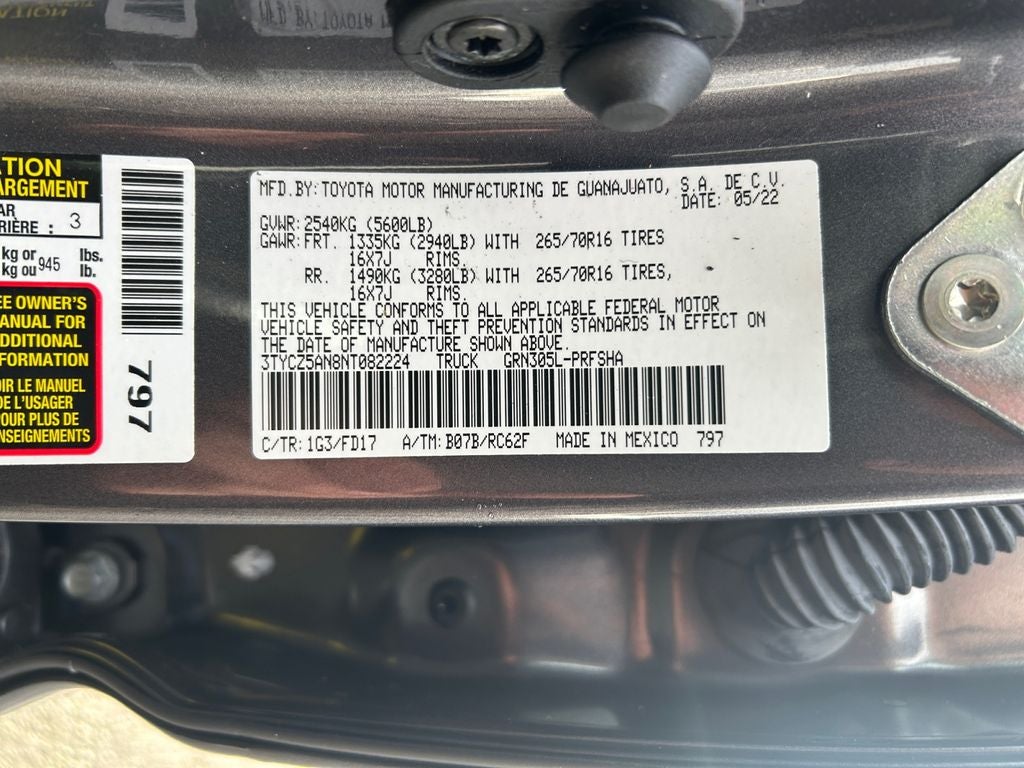 ATION
ARGEMENT
AR
RIÈRE : 3
kg or lbs.
kg ou 945 lb.
EE OWNER'S
MANUAL FOR
ADDITIONAL
NFORMATION
OIR LE MANUEL
DE L'USAGER
POUR PLUS DE
NSEIGNEMENTS
797
MFD.BY:TOYOTA MOTOR MANUFACTURING DE GUANAJUATO, S.A. DE C.V.
DATE: 05/22
GVWR:2540KG (5600LB)
GAWR:FRT. 1335KG (2940LB) WITH 265/70R16 TIRES
16X7J RIMS.
RR. 1490KG (3280LB) WITH 265/70R16 TIRES,
16X7J RIMS.
THIS VEHICLE CONFORMS TO ALL APPLICABLE FEDERAL MOTOR
VEHICLE SAFETY AND THEFT PREVENTION STANDARDS IN EFFECT ON
THE DATE OF MANUFACTURE SHOWN ABOVE.
3TYCZ5AN8NT082224 TRUCK GRN305L-PRFSHA
C/TR:1G3/FD17 A/TM:B07B/RC62F MADE IN MEXICO 797